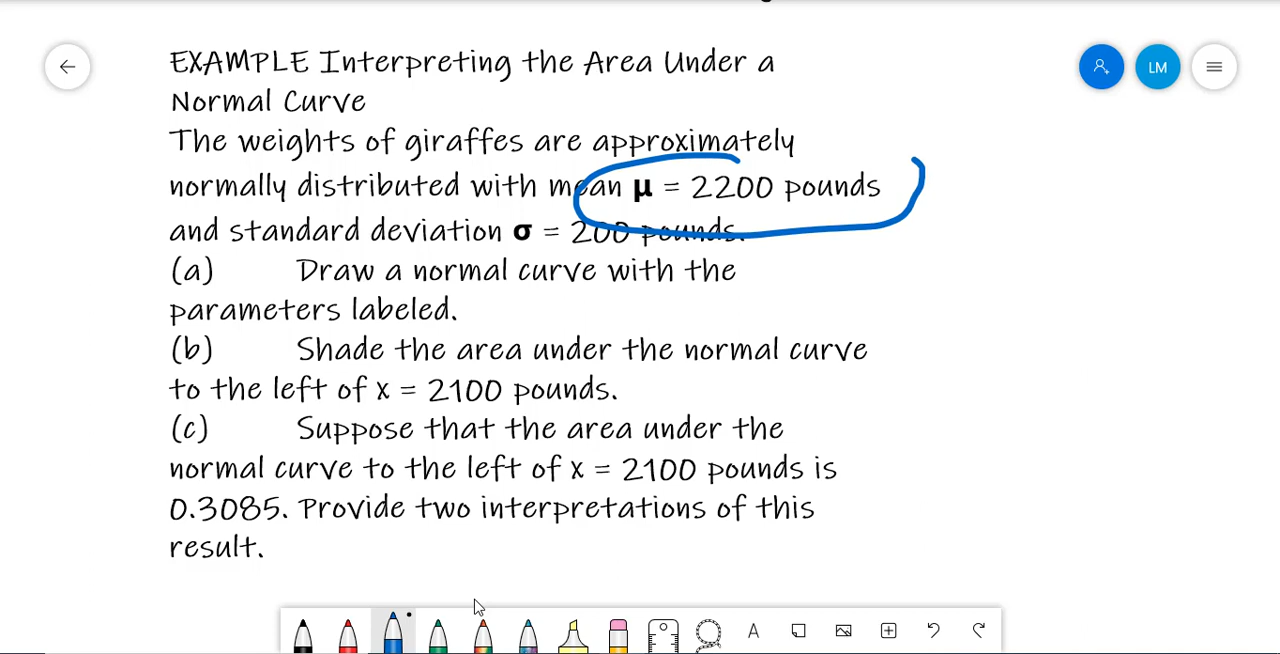 EXAMPLE Interpreting the Area Under a
Normal Curve
The weights of giraffes are approximately
normally distributed with mean μ = 2200 pounds
and standard deviation σ = 200 pounds.
(a) Draw a normal curve with the
parameters labeled.
(b) Shade the area under the normal curve
to the left of x = 2100 pounds.
(c) Suppose that the area under the
normal curve to the left of x = 2100 pounds is
0.3085. Provide two interpretations of this
result.
LM
A